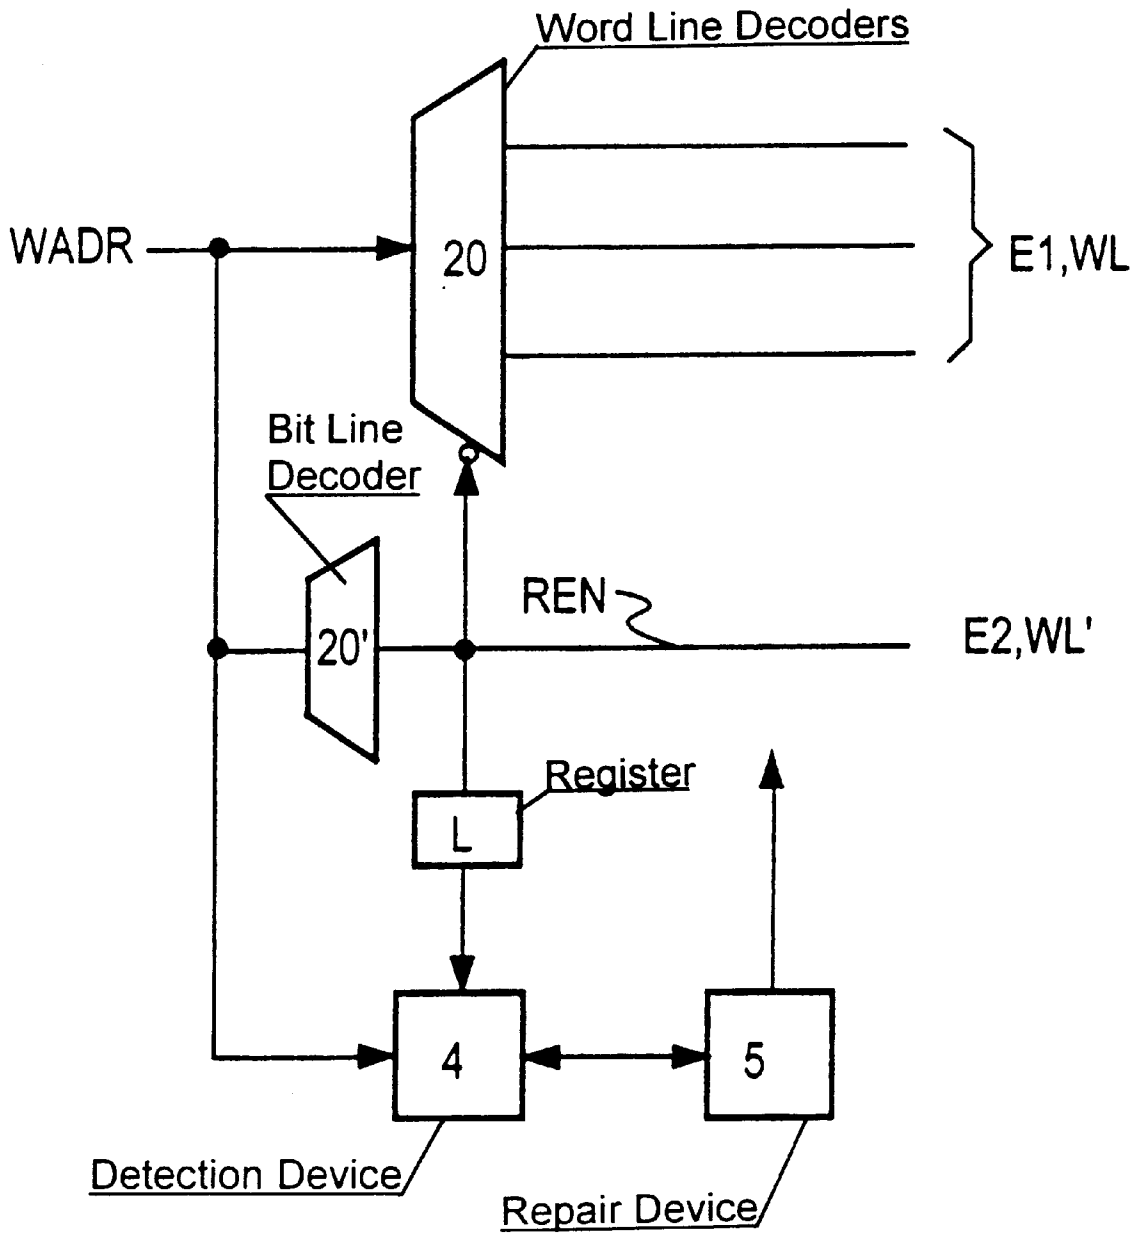 Word Line Decoders
WADR
20
E1,WL
Bit Line
Decoder
20'
REN
E2,WL'
Register
L
4
5
Detection Device
Repair Device